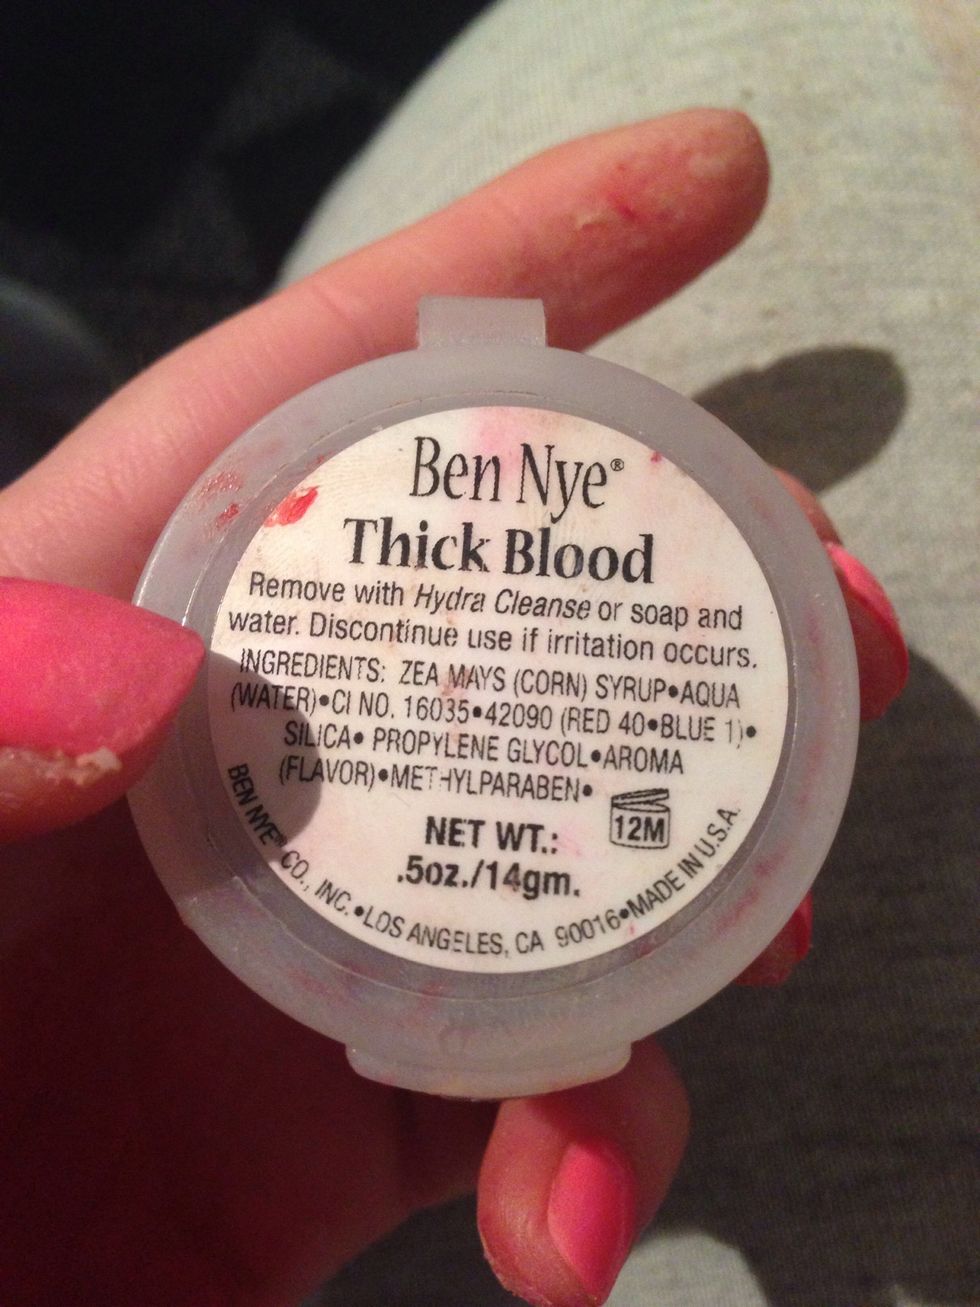 Ben Nye®
Thick Blood
Remove with Hydra Cleanse or soap and
water. Discontinue use if irritation occurs.
INGREDIENTS: ZEA MAYS (CORN) SYRUP•AQUA
(WATER)•CI NO. 16035•42090 (RED 40•BLUE 1)•
SILICA• PROPYLENE GLYCOL•AROMA
(FLAVOR)•METHYLPARABEN•
12M
NET WT.:
.5oz./14gm.
BEN NYE® CO., INC.•LOS ANGELES, CA 90016•MADE IN U.S.A.